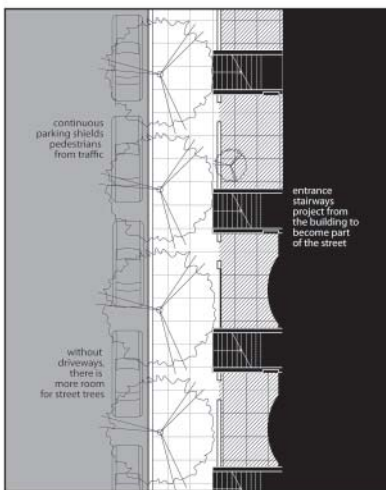 continuous
parking shields
pedestrians
from traffic
entrance
stairways
project from
the building to
become part
of the street
without
driveways,
there is
more room
for street trees